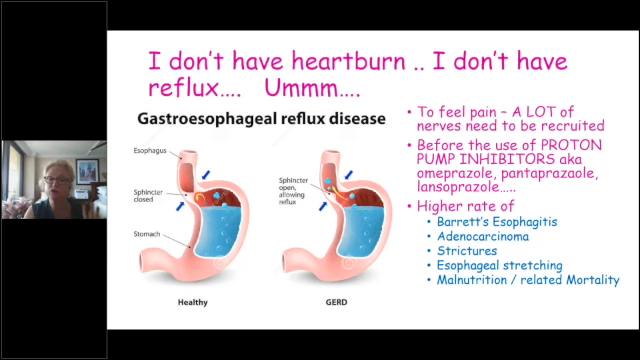 I don't have heartburn .. I don't have
reflux…. Ummm….
Gastroesophageal reflux disease
Esophagus
Sphincter
closed
Stomach
Healthy
Sphincter
open,
allowing
reflux
GERD
• To feel pain – A LOT of
nerves need to be recruited
• Before the use of PROTON
PUMP INHIBITORS aka
omeprazole, pantaprazaole,
lansoprazole…..
• Higher rate of
• Barrett's Esophagitis
• Adenocarcinoma
• Strictures
• Esophageal stretching
• Malnutrition / related Mortality